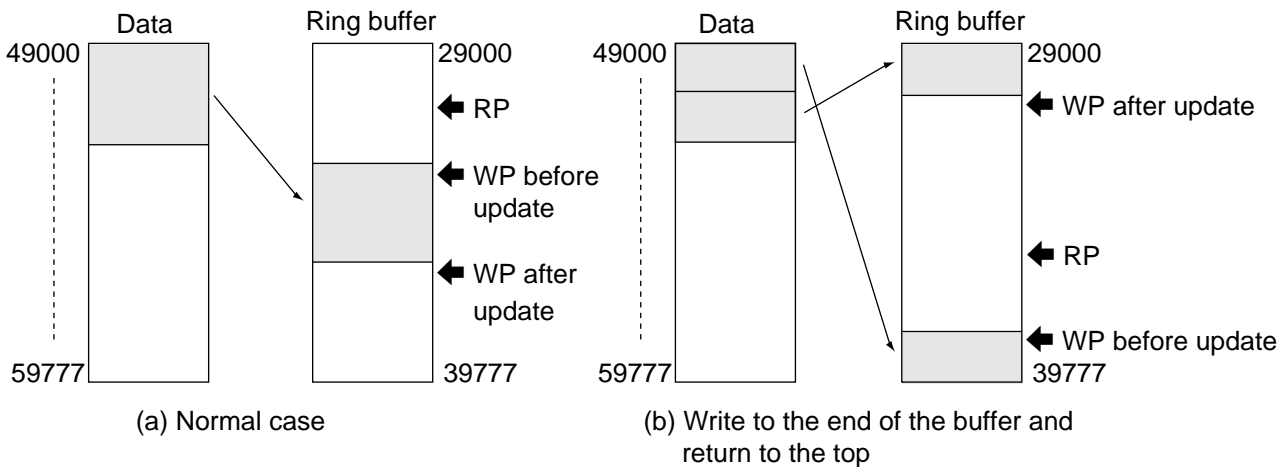 Data
Ring buffer
49000
29000
RP
WP before
update
WP after
update
59777
39777
(a) Normal case
Data
Ring buffer
49000
29000
WP after update
RP
WP before update
59777
39777
(b) Write to the end of the buffer and
return to the top